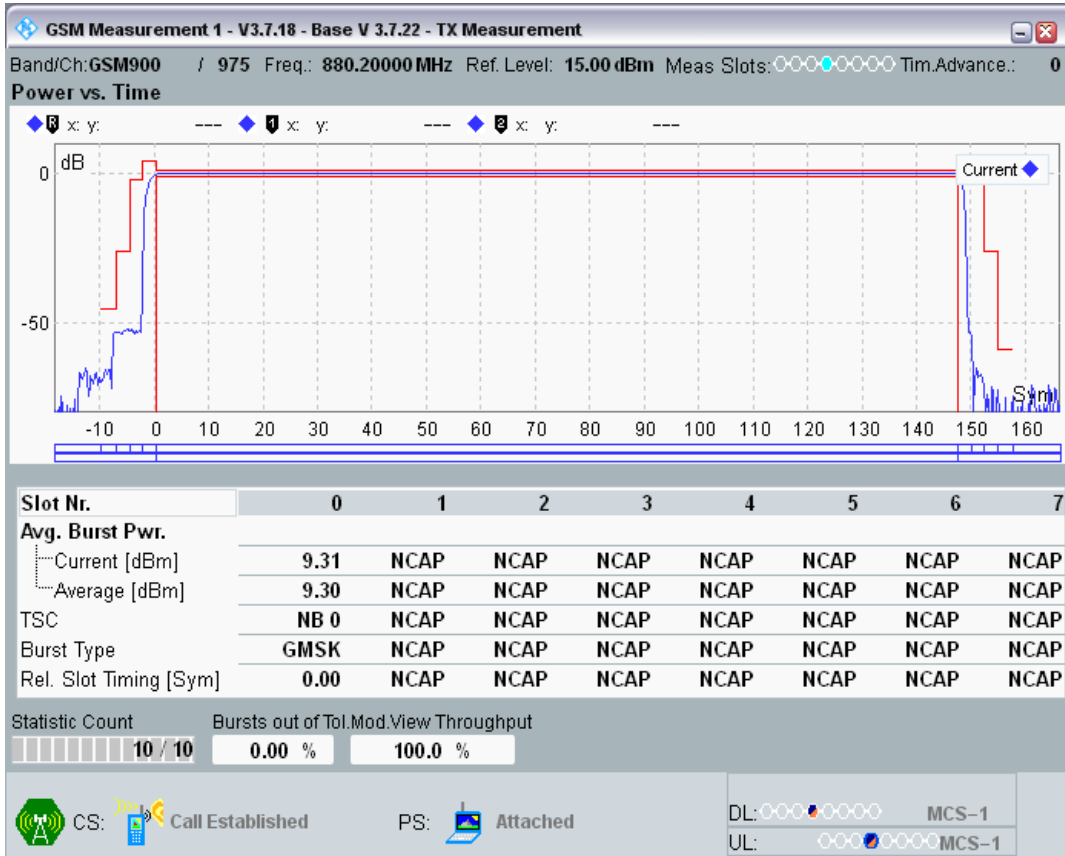 GSM Measurement 1 - V3.7.18 - Base V 3.7.22 - TX Measurement
Band/Ch:GSM900 / 975 Freq.: 880.20000 MHz Ref. Level: 15.00 dBm Meas Slots: Tim.Advance.: 0
Power vs. Time
R x: y: --- 1 x: y: --- 2 x: y: ---
dB
Current
0
-50
Sym
-10 0 10 20 30 40 50 60 70 80 90 100 110 120 130 140 150 160
Slot Nr. 0 1 2 3 4 5 6 7
Avg. Burst Pwr.
Current [dBm] 9.31 NCAP NCAP NCAP NCAP NCAP NCAP NCAP
Average [dBm] 9.30 NCAP NCAP NCAP NCAP NCAP NCAP NCAP
TSC NB 0 NCAP NCAP NCAP NCAP NCAP NCAP NCAP
Burst Type GMSK NCAP NCAP NCAP NCAP NCAP NCAP NCAP
Rel. Slot Timing [Sym] 0.00 NCAP NCAP NCAP NCAP NCAP NCAP NCAP
Statistic Count Bursts out of Tol.Mod.View Throughput
10 / 10 0.00 % 100.0 %
CS: Call Established PS: Attached
DL: MCS-1
UL: MCS-1